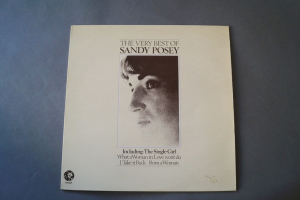 THE VERY BEST OF
SANDY POSEY
Including: The Single Girl
What a Woman in Love won't do
I Take it Back Born a Woman